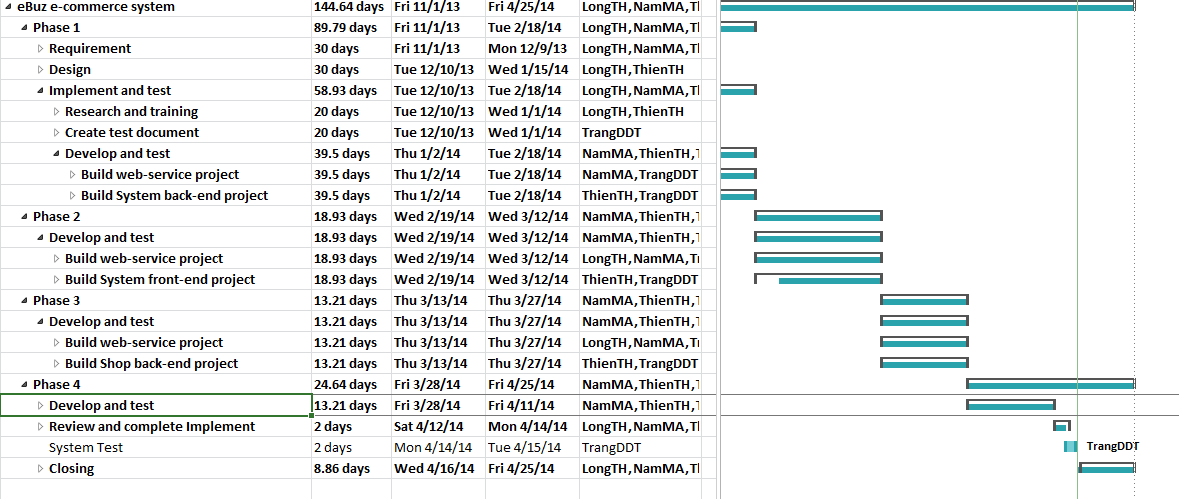 eBuz e-commerce system 144.64 days Fri 11/1/13 Fri 4/25/14 LongTH,NamMA,Tl
Phase 1 89.79 days Fri 11/1/13 Tue 2/18/14 LongTH,NamMA,Tl
Requirement 30 days Fri 11/1/13 Mon 12/9/13 LongTH,NamMA,Tl
Design 30 days Tue 12/10/13 Wed 1/15/14 LongTH,ThienTH
Implement and test 58.93 days Tue 12/10/13 Tue 2/18/14 LongTH,NamMA,Tl
Research and training 20 days Tue 12/10/13 Wed 1/1/14 LongTH,ThienTH
Create test document 20 days Tue 12/10/13 Wed 1/1/14 TrangDDT
Develop and test 39.5 days Thu 1/2/14 Tue 2/18/14 NamMA,ThienTH,T
Build web-service project 39.5 days Thu 1/2/14 Tue 2/18/14 NamMA,TrangDDT
Build System back-end project 39.5 days Thu 1/2/14 Tue 2/18/14 ThienTH,TrangDDT
Phase 2 18.93 days Wed 2/19/14 Wed 3/12/14 NamMA,ThienTH,T
Develop and test 18.93 days Wed 2/19/14 Wed 3/12/14 NamMA,ThienTH,T
Build web-service project 18.93 days Wed 2/19/14 Wed 3/12/14 LongTH,NamMA,Tr
Build System front-end project 18.93 days Wed 2/19/14 Wed 3/12/14 ThienTH,TrangDDT
Phase 3 13.21 days Thu 3/13/14 Thu 3/27/14 NamMA,ThienTH,T
Develop and test 13.21 days Thu 3/13/14 Thu 3/27/14 NamMA,ThienTH,T
Build web-service project 13.21 days Thu 3/13/14 Thu 3/27/14 LongTH,NamMA,Tr
Build Shop back-end project 13.21 days Thu 3/13/14 Thu 3/27/14 ThienTH,TrangDDT
Phase 4 24.64 days Fri 3/28/14 Fri 4/25/14 NamMA,ThienTH,T
Develop and test 13.21 days Fri 3/28/14 Fri 4/11/14 NamMA,ThienTH,T
Review and complete Implement 2 days Sat 4/12/14 Mon 4/14/14 LongTH,NamMA,Tl
System Test 2 days Mon 4/14/14 Tue 4/15/14 TrangDDT TrangDDT
Closing 8.86 days Wed 4/16/14 Fri 4/25/14 LongTH,NamMA,Tl